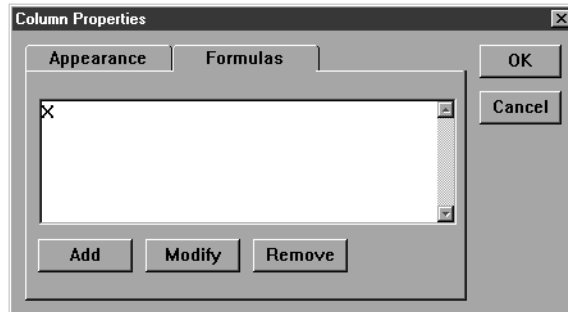 Column Properties
Appearance Formulas
OK
Cancel
X
Add Modify Remove